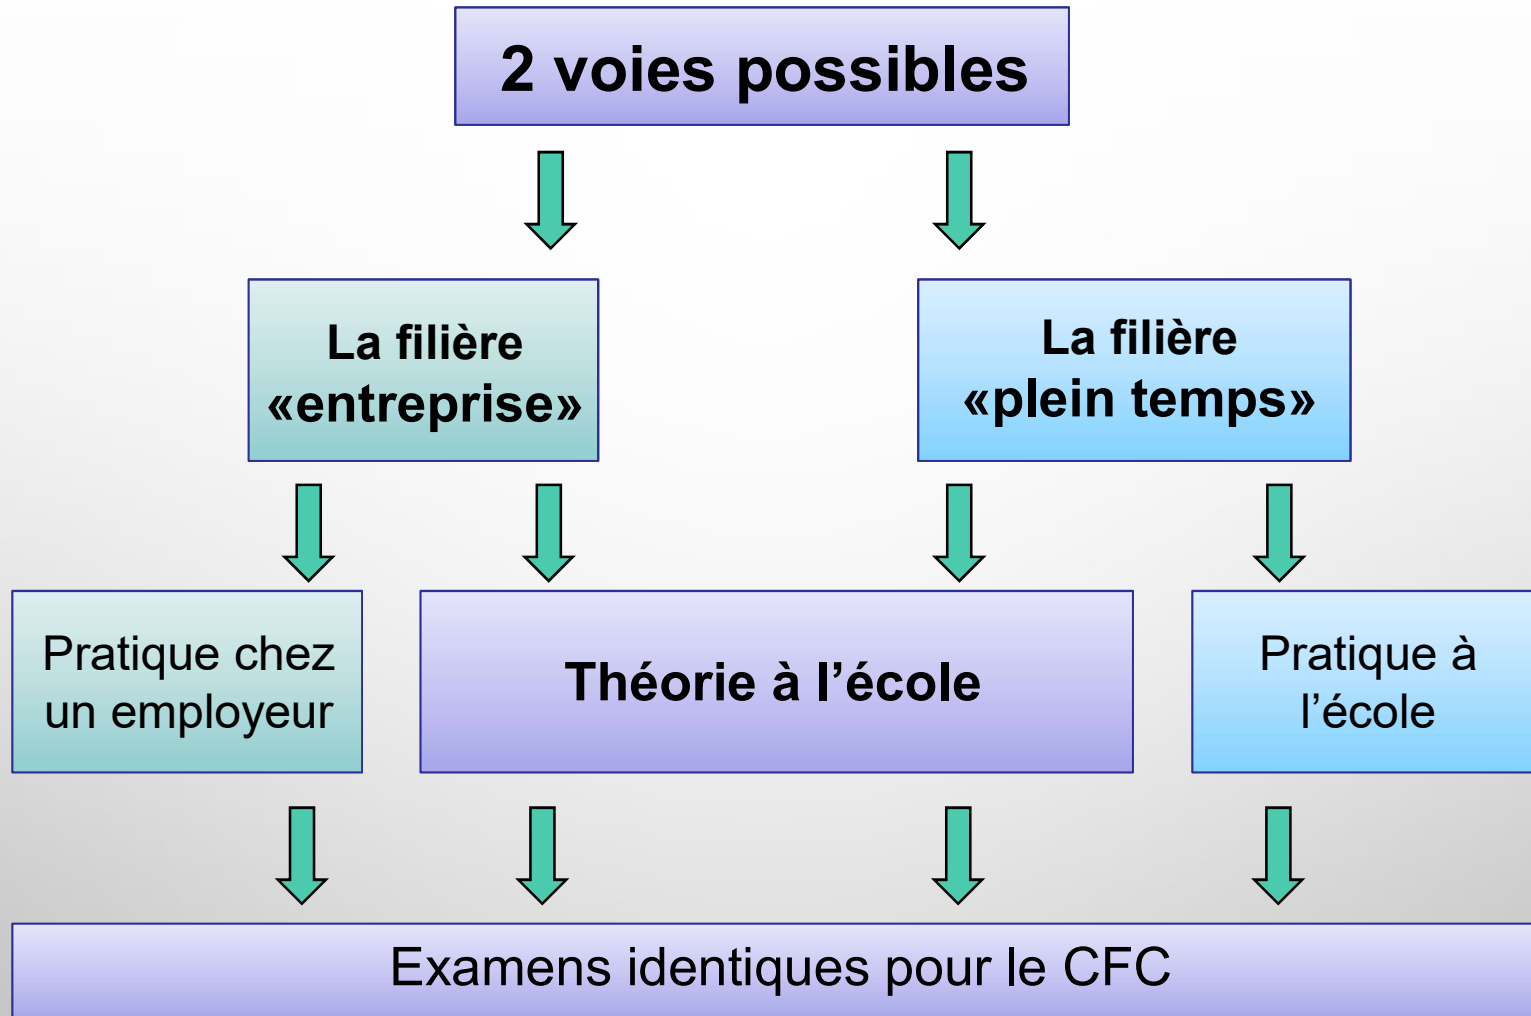 2 voies possibles
La filière
«entreprise»
La filière
«plein temps»
Pratique chez
un employeur
Théorie à l’école
Pratique à
l’école
Examens identiques pour le CFC